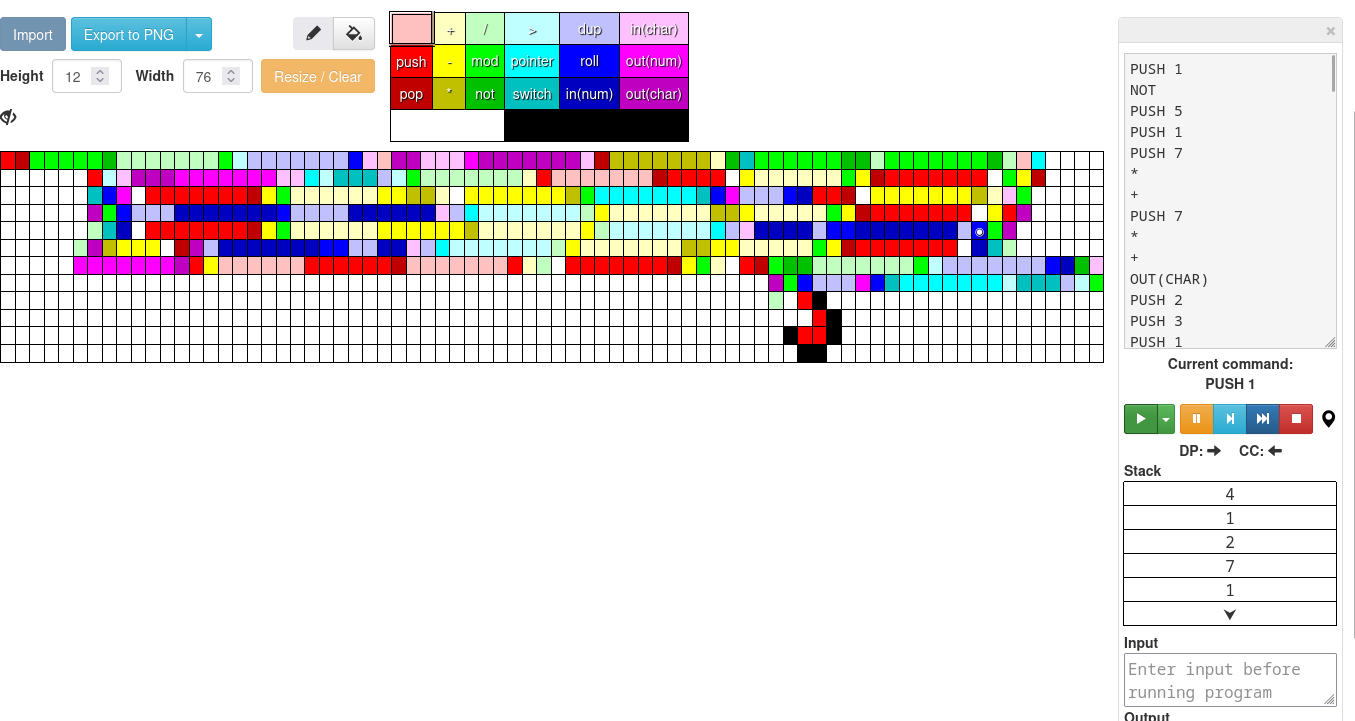 Import
Export to PNG
Height 12 Width 76 Resize / Clear
+ / > dup in(char)
push - mod pointer roll out(num)
pop * not switch in(num) out(char)
×
PUSH 1
NOT
PUSH 5
PUSH 1
PUSH 7
*
+
PUSH 7
*
+
OUT(CHAR)
PUSH 2
PUSH 3
PUSH 1
Current command:
PUSH 1
DP: → CC: ←
Stack
4
1
2
7
1
Input
Enter input before
running program
Output